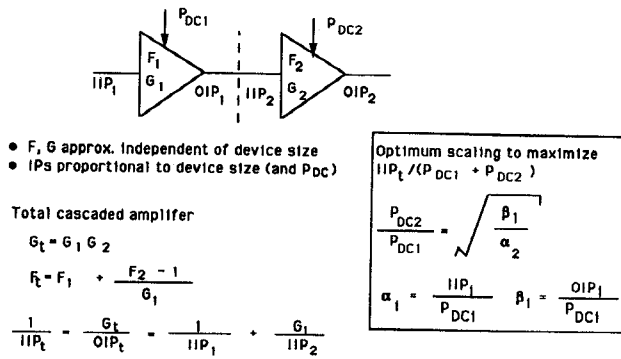 P_DC1
P_DC2
F_1
G_1
F_2
G_2
IIP_1
OIP_1
IIP_2
OIP_2
• F, G approx. independent of device size
• IPs proportional to device size (and P_DC)
Total cascaded amplifer
G_t = G_1 G_2
F_t = F_1 + (F_2 - 1) / G_1
1 / IIP_t = G_t / OIP_t = 1 / IIP_1 + G_1 / IIP_2
Optimum scaling to maximize
IIP_t/(P_DC1 + P_DC2)
P_DC2 / P_DC1 = √(β_1 / α_2)
α_1 = IIP_1 / P_DC1   β_1 = OIP_1 / P_DC1